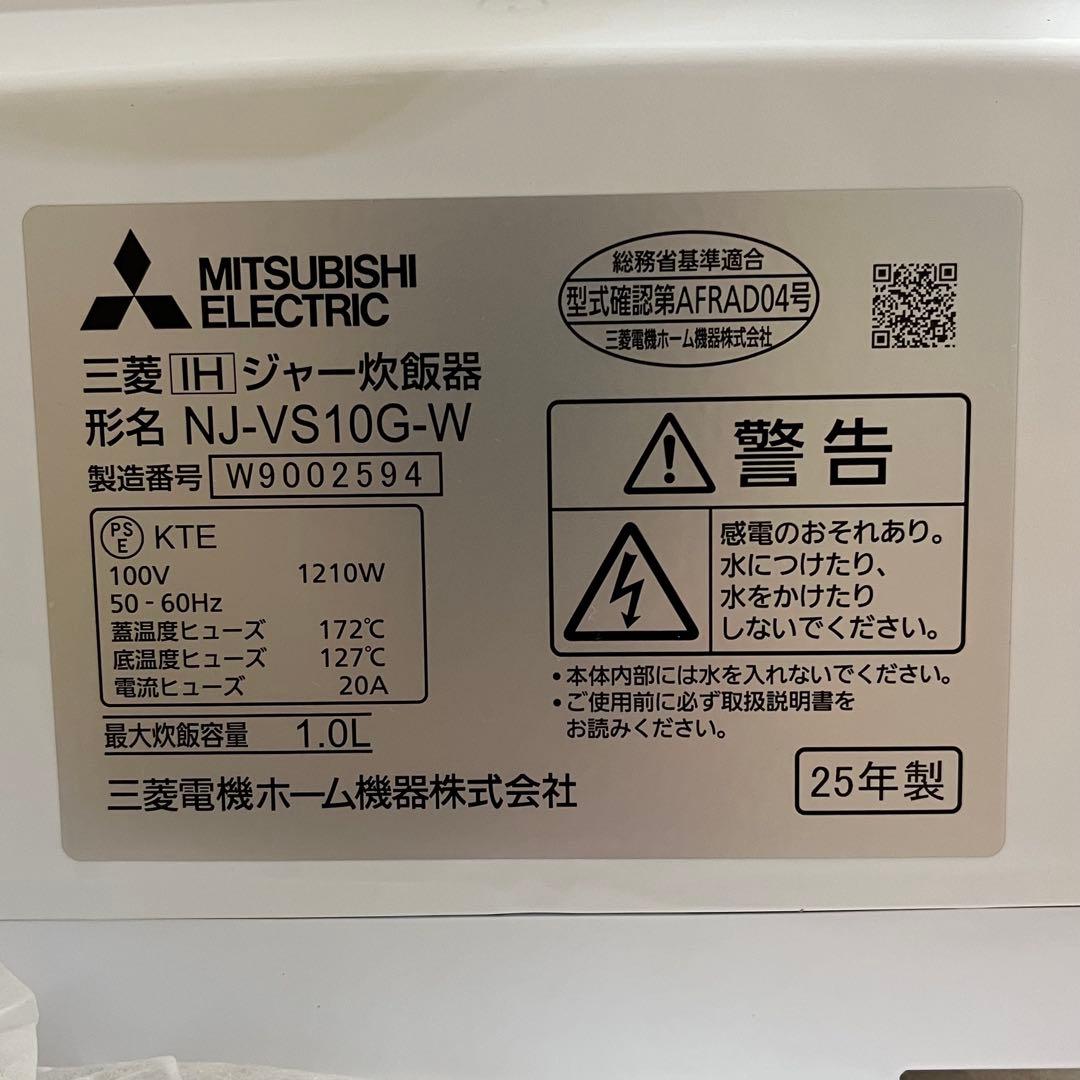 MITSUBISHI
ELECTRIC
三菱 IH ジャー炊飯器
形名 NJ-VS10G-W
製造番号 W9002594
PS
E
KTE
100V 1210W
50 - 60Hz
蓋温度ヒューズ 172℃
底温度ヒューズ 127℃
電流ヒューズ 20A
最大炊飯容量 1.0L
三菱電機ホーム機器株式会社
総務省基準適合
型式確認第AFRAD04号
三菱電機ホーム機器株式会社
警告
感電のおそれあり。
水につけたり、
水をかけたり
しないでください。
•本体内部には水を入れないでください。
•ご使用前に必ず取扱説明書を
お読みください。
25年製